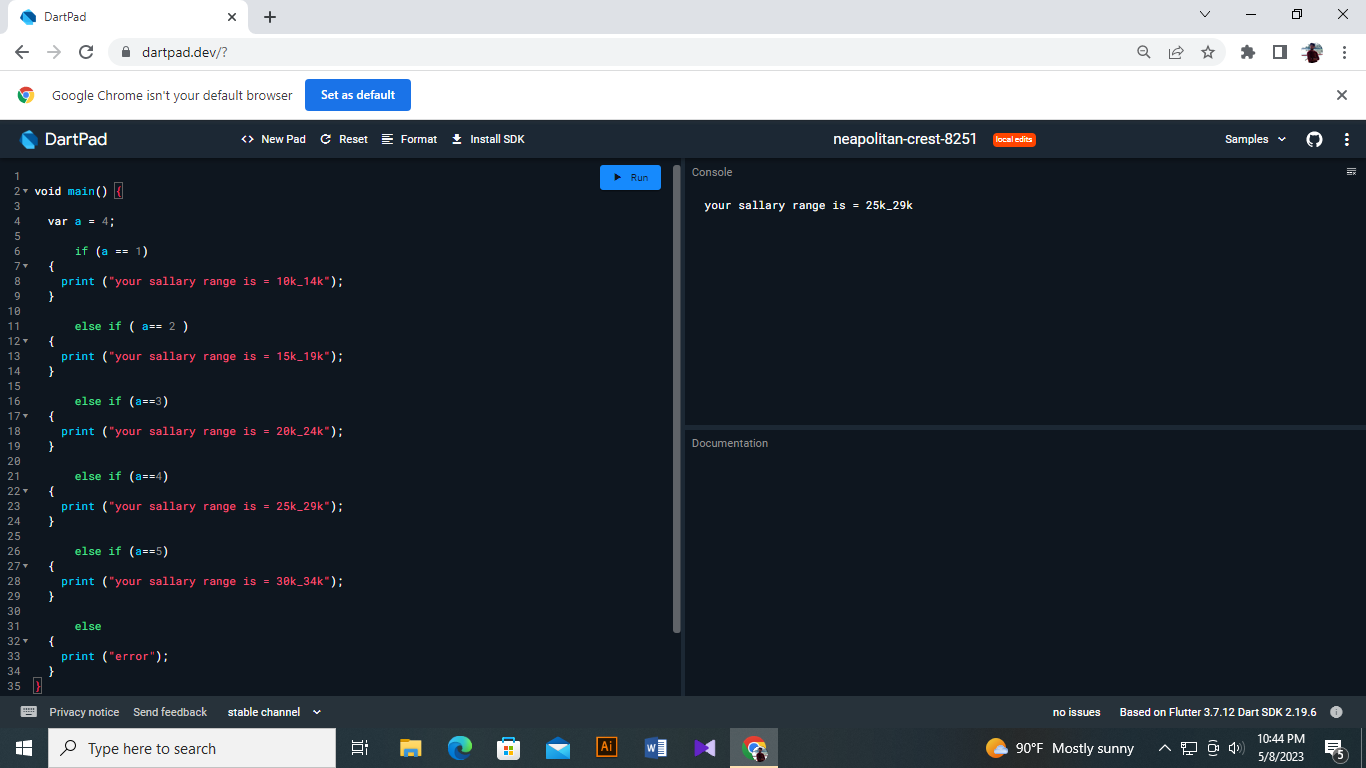 DartPad
dartpad.dev/?
Google Chrome isn't your default browser Set as default
DartPad New Pad Reset Format Install SDK neapolitan-crest-8251 local edits Samples
Run
1
2 void main() {
3
4 var a = 4;
5
6 if (a == 1)
7 {
8 print ("your sallary range is = 10k_14k");
9 }
10
11 else if ( a== 2 )
12 {
13 print ("your sallary range is = 15k_19k");
14 }
15
16 else if (a==3)
17 {
18 print ("your sallary range is = 20k_24k");
19 }
20
21 else if (a==4)
22 {
23 print ("your sallary range is = 25k_29k");
24 }
25
26 else if (a==5)
27 {
28 print ("your sallary range is = 30k_34k");
29 }
30
31 else
32 {
33 print ("error");
34 }
35 }
Console
your sallary range is = 25k_29k
Documentation
Privacy notice Send feedback stable channel no issues Based on Flutter 3.7.12 Dart SDK 2.19.6
Type here to search Ai W 90°F Mostly sunny 10:44 PM
5/8/2023 5